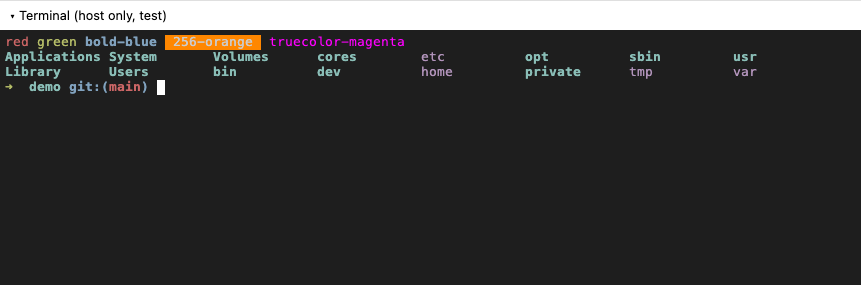 Terminal (host only, test)
red green bold-blue 256-orange truecolor-magenta
Applications System Volumes cores etc opt sbin usr
Library Users bin dev home private tmp var
➜ demo git:(main)